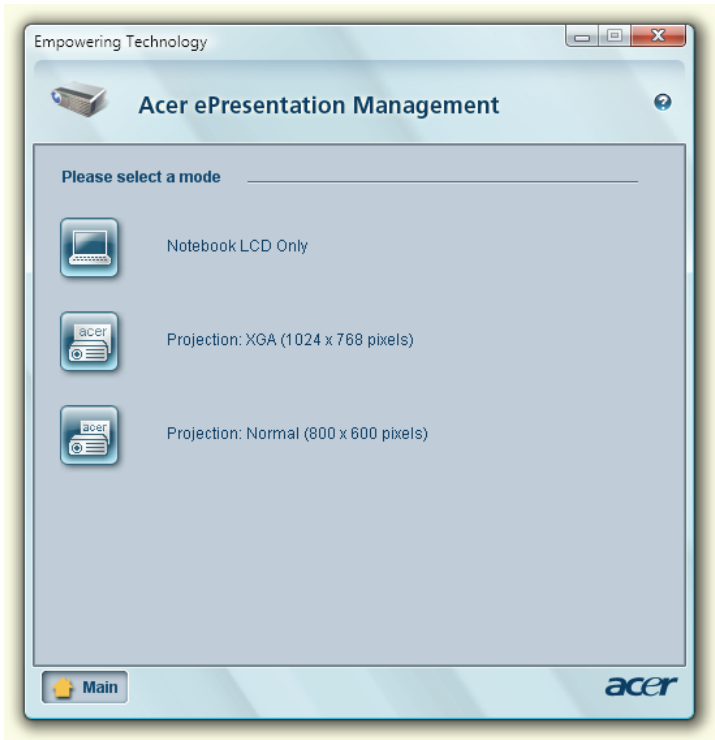 Empowering Technology
Acer ePresentation Management
?
Please select a mode
Notebook LCD Only
acer
Projection: XGA (1024 x 768 pixels)
acer
Projection: Normal (800 x 600 pixels)
Main
acer